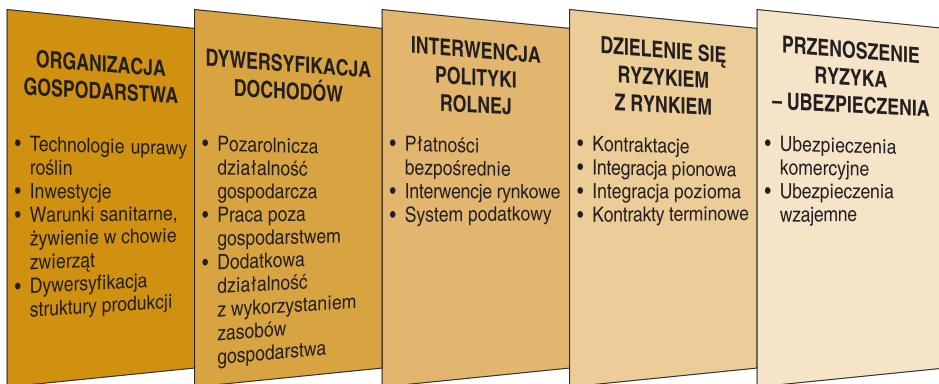 ORGANIZACJA
GOSPODARSTWA
• Technologie uprawy
roślin
• Inwestycje
• Warunki sanitarne,
żywienie w chowie
zwierząt
• Dywersyfikacja
struktury produkcji
DYWERSYFIKACJA
DOCHODÓW
• Pozarolnicza
działalność
gospodarcza
• Praca poza
gospodarstwem
• Dodatkowa
działalność
z wykorzystaniem
zasobów
gospodarstwa
INTERWENCJA
POLITYKI
ROLNEJ
• Płatności
bezpośrednie
• Interwencje rynkowe
• System podatkowy
DZIELENIE SIĘ
RYZYKIEM
Z RYNKIEM
• Kontraktacje
• Integracja pionowa
• Integracja pozioma
• Kontrakty terminowe
PRZENOSZENIE
RYZYKA
– UBEZPIECZENIA
• Ubezpieczenia
komercyjne
• Ubezpieczenia
wzajemne